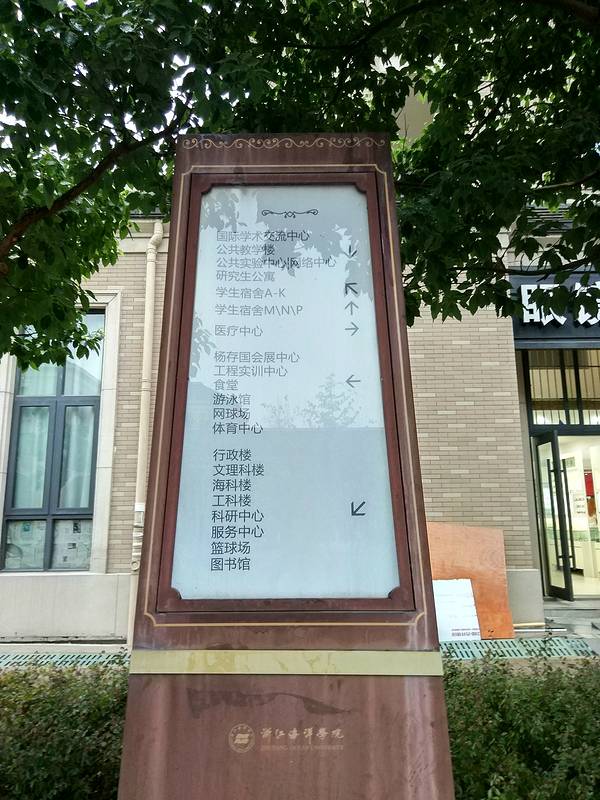 国际学术交流中心
公共教学楼
公共实验中心\网络中心
研究生公寓
学生宿舍A-K
学生宿舍M\N\P
医疗中心
杨存国会展中心
工程实训中心
食堂
游泳馆
网球场
体育中心
行政楼
文理科楼
海科楼
工科楼
科研中心
服务中心
篮球场
图书馆
浙江海洋学院
ZHEJIANG OCEAN UNIVERSITY
眼镜